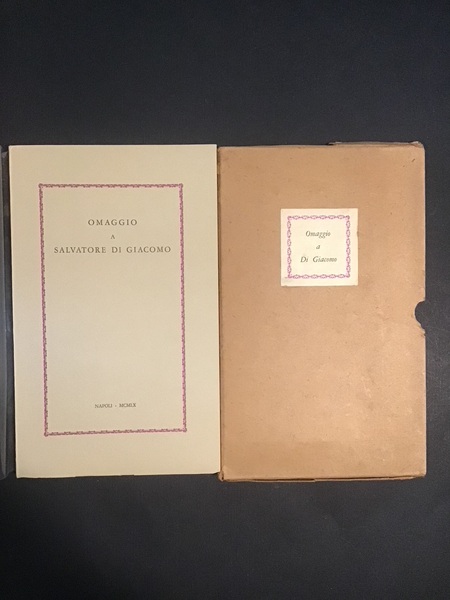 OMAGGIO
A
SALVATORE DI GIACOMO
NAPOLI - MCMLX
Omaggio
a
Di Giacomo